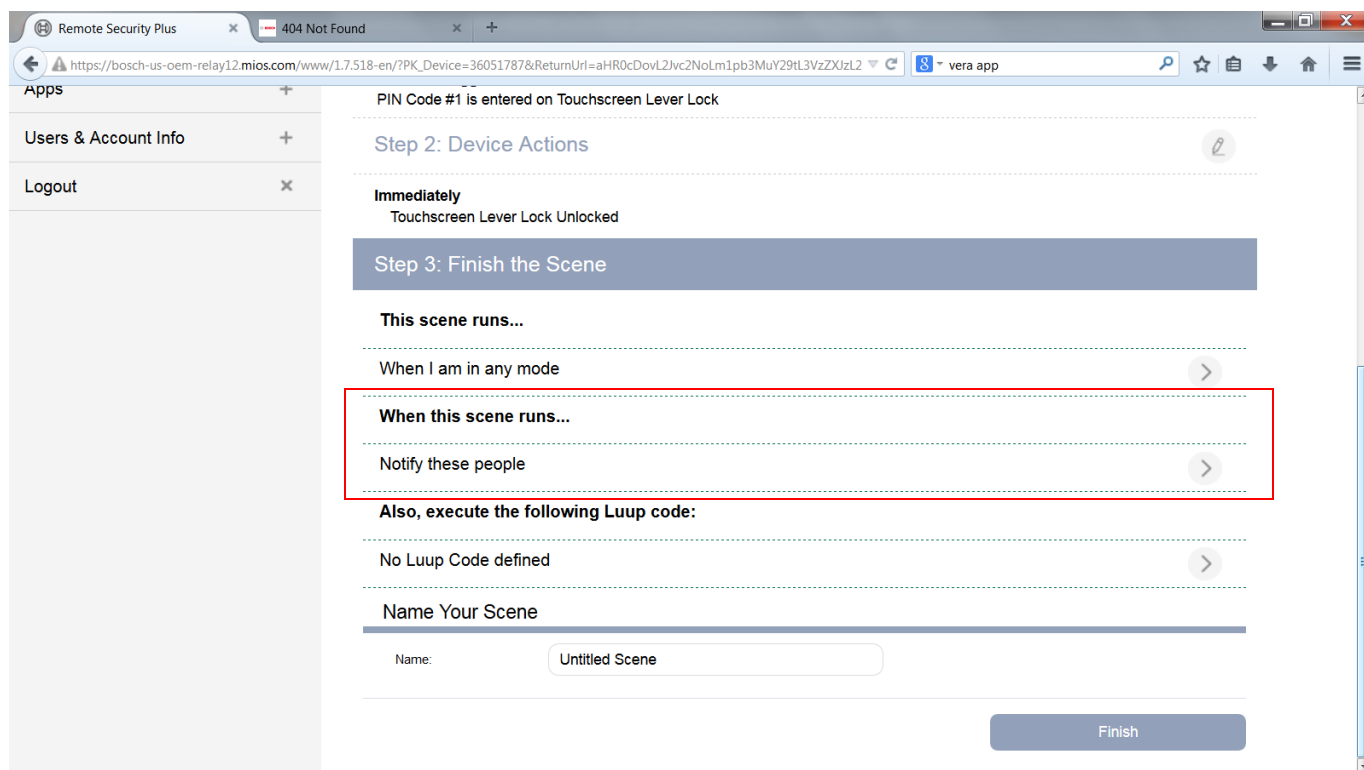 Remote Security Plus
404 Not Found
https://bosch-us-oem-relay12.mios.com/www/1.7.518-en/?PK_Device=36051787&ReturnUrl=aHR0cDovL2Jvc2NoLm1pb3MuY29tL3VzZXJzL2
vera app
Apps
PIN Code #1 is entered on Touchscreen Lever Lock
Users & Account Info
Step 2: Device Actions
Logout
Immediately
Touchscreen Lever Lock Unlocked
Step 3: Finish the Scene
This scene runs...
When I am in any mode
When this scene runs...
Notify these people
Also, execute the following Luup code:
No Luup Code defined
Name Your Scene
Name:
Untitled Scene
Finish